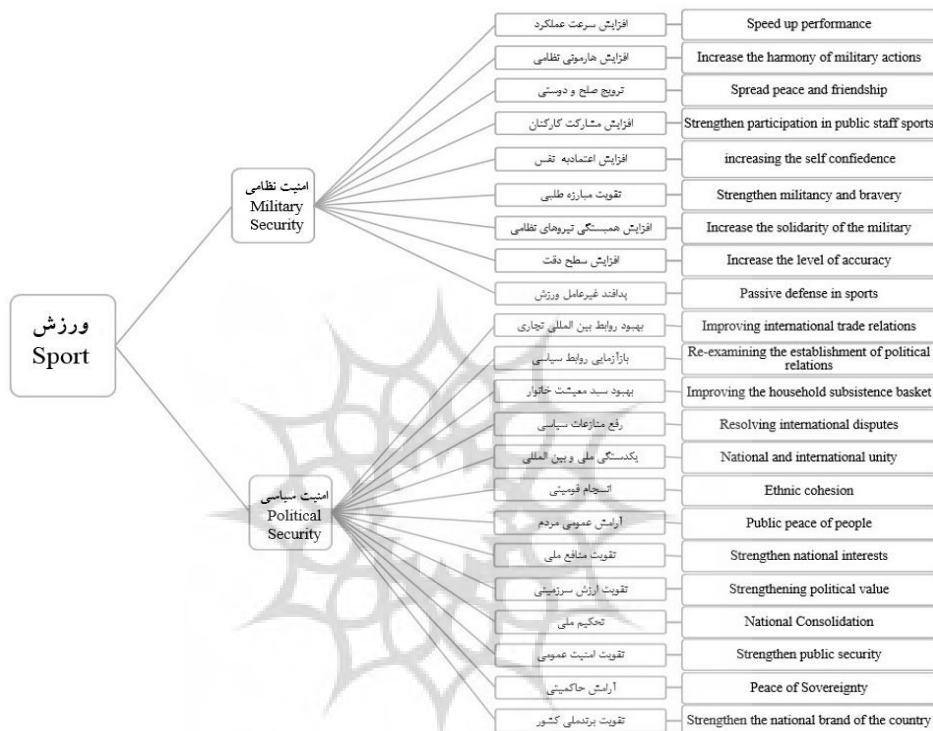 ورزش
Sport
امنیت نظامی
Military
Security
امنیت سیاسی
Political
Security
افزایش سرعت عملکرد
Speed up performance
افزایش هارمونی نظامی
Increase the harmony of military actions
ترویج صلح و دوستی
Spread peace and friendship
افزایش مشارکت کارکنان
Strengthen participation in public staff sports
افزایش اعتمادبه نفس
increasing the self confiedence
تقویت مبارزه طلبی
Strengthen militancy and bravery
افزایش همبستگی نیروهای نظامی
Increase the solidarity of the military
افزایش سطح دقت
Increase the level of accuracy
پدافند غیرعامل ورزش
Passive defense in sports
بهبود روابط بین المللی تجاری
Improving international trade relations
بازآزمایی روابط سیاسی
Re-examining the establishment of political
relations
بهبود سبد معیشت خانوار
Improving the household subsistence basket
رفع منازعات سیاسی
Resolving international disputes
یکدستگی ملی و بین المللی
National and international unity
انسجام قومیتی
Ethnic cohesion
آرامش عمومی مردم
Public peace of people
تقویت منافع ملی
Strengthen national interests
تقویت ارزش سرزمینی
Strengthening political value
تحکیم ملی
National Consolidation
تقویت امنیت عمومی
Strengthen public security
آرامش حاکمیتی
Peace of Sovereignty
تقویت برندملی کشور
Strengthen the national brand of the country